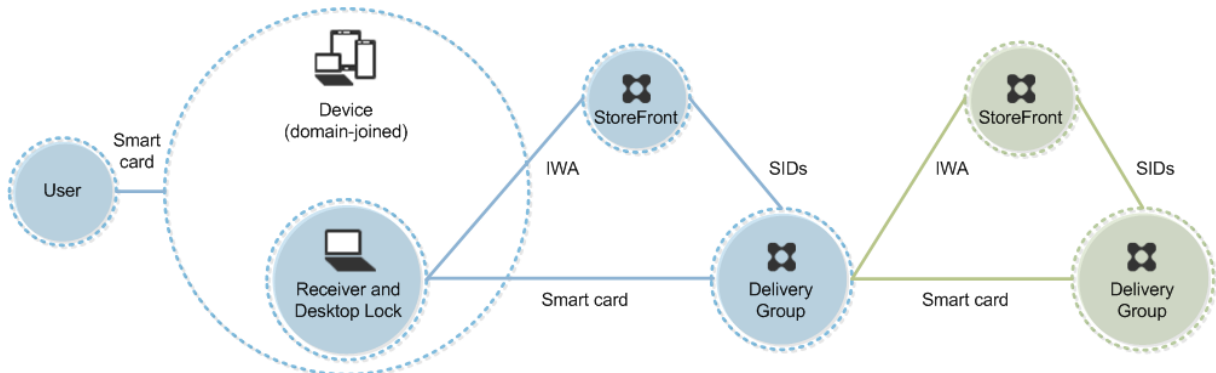 Device
(domain-joined)
User
Smart
card
Receiver and
Desktop Lock
IWA
StoreFront
SIDs
Smart card
Delivery
Group
IWA
StoreFront
SIDs
Smart card
Delivery
Group